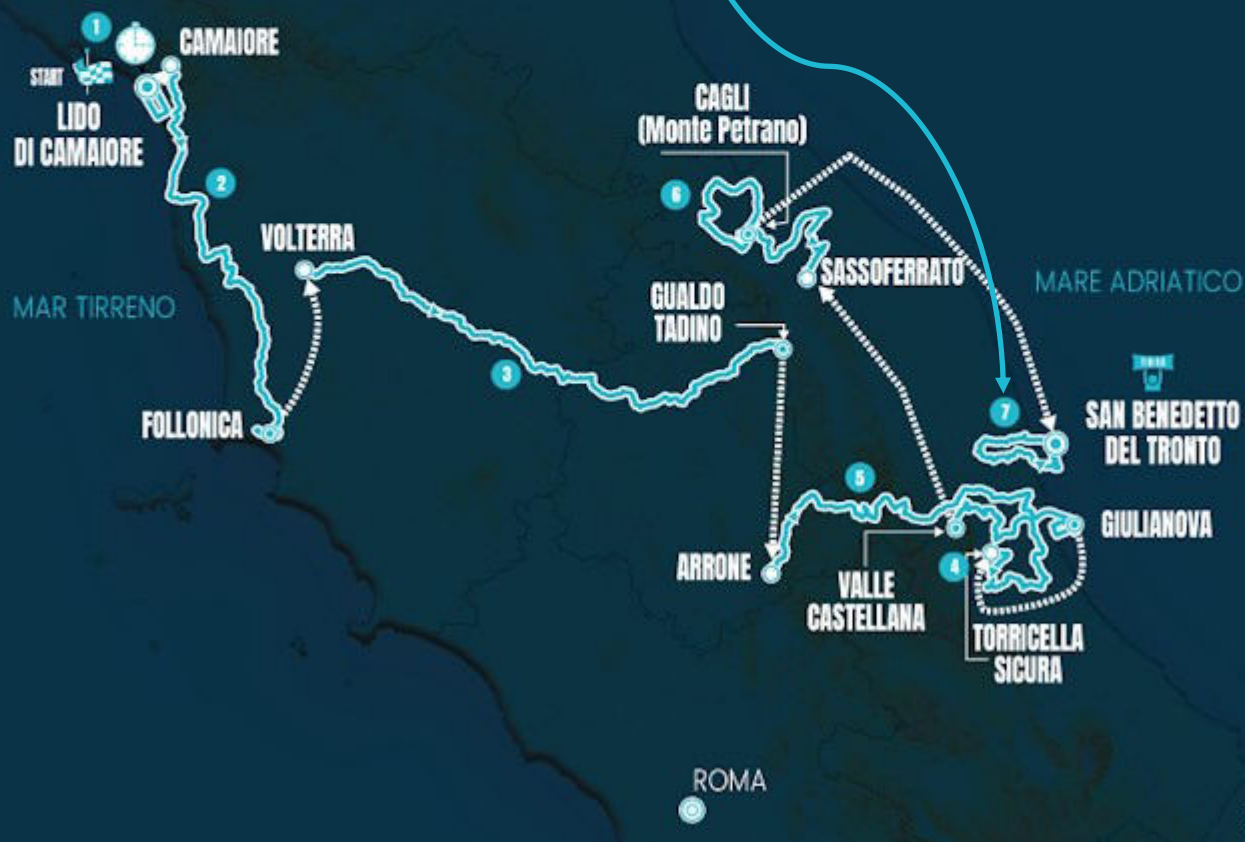 1
CAMAIORE
START
LIDO
DI CAMAIORE
CAGLI
(Monte Petrano)
2
6
VOLTERRA
SASSOFERRATO
MARE ADRIATICO
MAR TIRRENO
GUALDO
TADINO
3
FOLLONICA
7
SAN BENEDETTO
DEL TRONTO
5
GIULIANOVA
ARRONE
4
VALLE
CASTELLANA
TORRICELLA
SICURA
ROMA